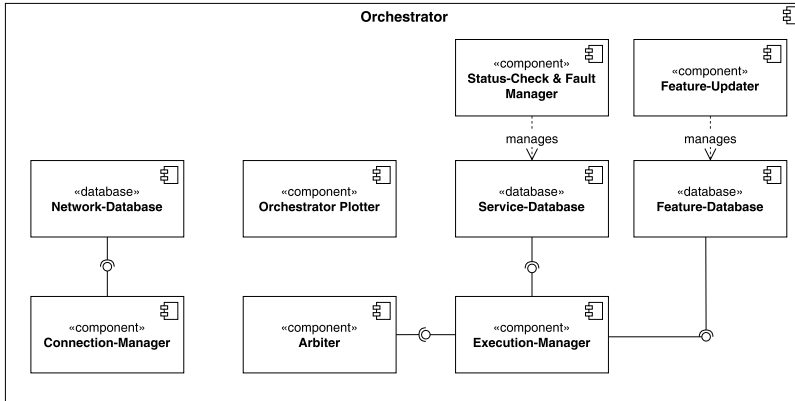 Orchestrator
«component»
Status-Check & Fault
Manager
«component»
Feature-Updater
manages
manages
«database»
Network-Database
«component»
Orchestrator Plotter
«database»
Service-Database
«database»
Feature-Database
«component»
Connection-Manager
«component»
Arbiter
«component»
Execution-Manager